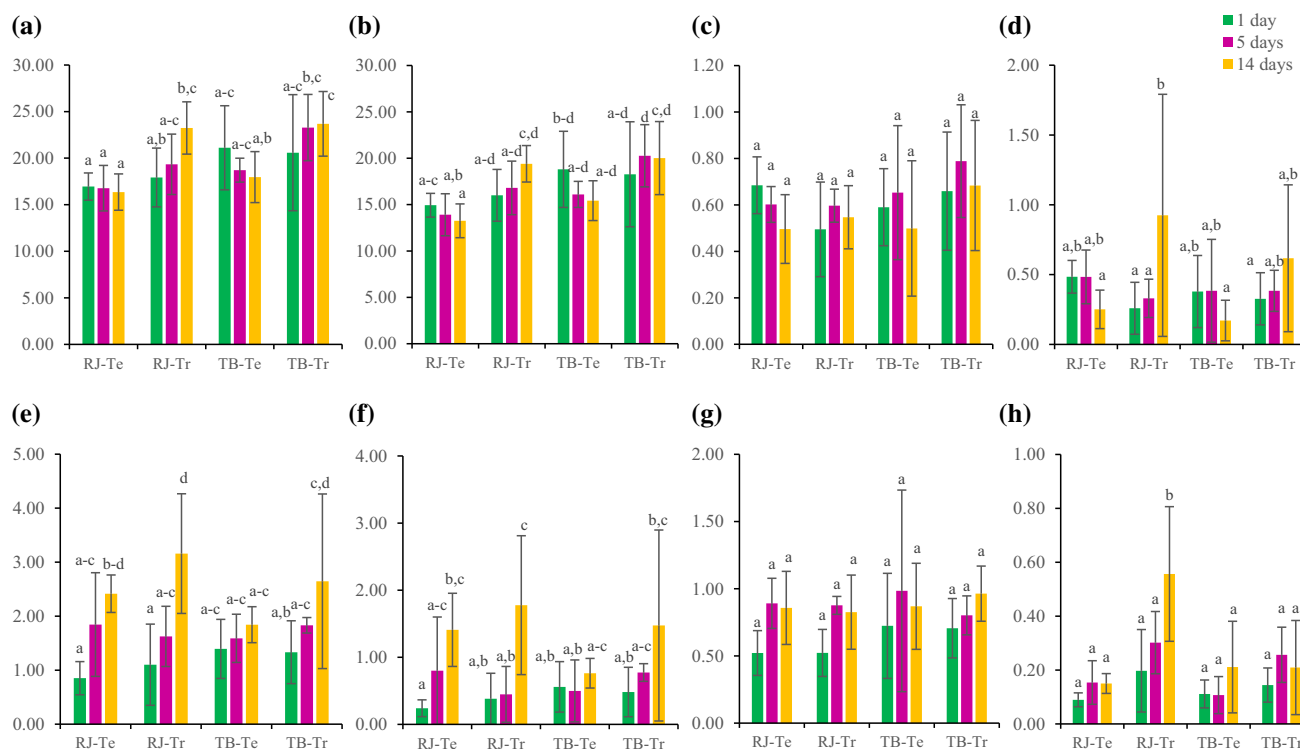 (a)
30.00
25.00
20.00
15.00
10.00
5.00
0.00
a a a a,b a-c b,c a-c a-c a,b a-c b,c c
RJ-Te RJ-Tr TB-Te TB-Tr
(b)
30.00
25.00
20.00
15.00
10.00
5.00
0.00
a-c a,b a a-d a-d c,d b-d a-d a-d a-d d c,d
RJ-Te RJ-Tr TB-Te TB-Tr
(c)
1.20
1.00
0.80
0.60
0.40
0.20
0.00
a a a a a a a a a a a a
RJ-Te RJ-Tr TB-Te TB-Tr
(d)
1 day
5 days
14 days
2.00
1.50
1.00
0.50
0.00
a,b a,b a a a b a,b a,b a a a,b a,b
RJ-Te RJ-Tr TB-Te TB-Tr
(e)
5.00
4.00
3.00
2.00
1.00
0.00
a a-c b-d a a-c d a-c a-c a-c a,b a-c c,d
RJ-Te RJ-Tr TB-Te TB-Tr
(f)
4.00
3.00
2.00
1.00
0.00
a a-c b,c a,b a,b c a,b a,b a-c a,b a-c b,c
RJ-Te RJ-Tr TB-Te TB-Tr
(g)
2.00
1.50
1.00
0.50
0.00
a a a a a a a a a a a a
RJ-Te RJ-Tr TB-Te TB-Tr
(h)
1.00
0.80
0.60
0.40
0.20
0.00
a a a a a b a a a a a a
RJ-Te RJ-Tr TB-Te TB-Tr